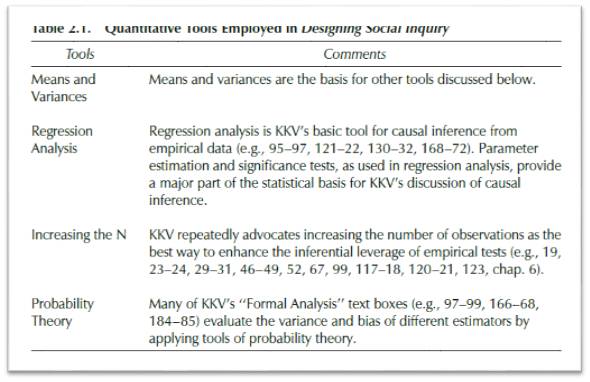 Table 2.1. Quantitative Tools Employed in Designing Social Inquiry
Tools Comments
Means and Means and variances are the basis for other tools discussed below.
Variances
Regression Regression analysis is KKV's basic tool for causal inference from
Analysis empirical data (e.g., 95–97, 121–22, 130–32, 168–72). Parameter
estimation and significance tests, as used in regression analysis, provide
a major part of the statistical basis for KKV's discussion of causal
inference.
Increasing the N KKV repeatedly advocates increasing the number of observations as the
best way to enhance the inferential leverage of empirical tests (e.g., 19,
23–24, 29–31, 46–49, 52, 67, 99, 117–18, 120–21, 123, chap. 6).
Probability Many of KKV's "Formal Analysis" text boxes (e.g., 97–99, 166–68,
Theory 184–85) evaluate the variance and bias of different estimators by
applying tools of probability theory.